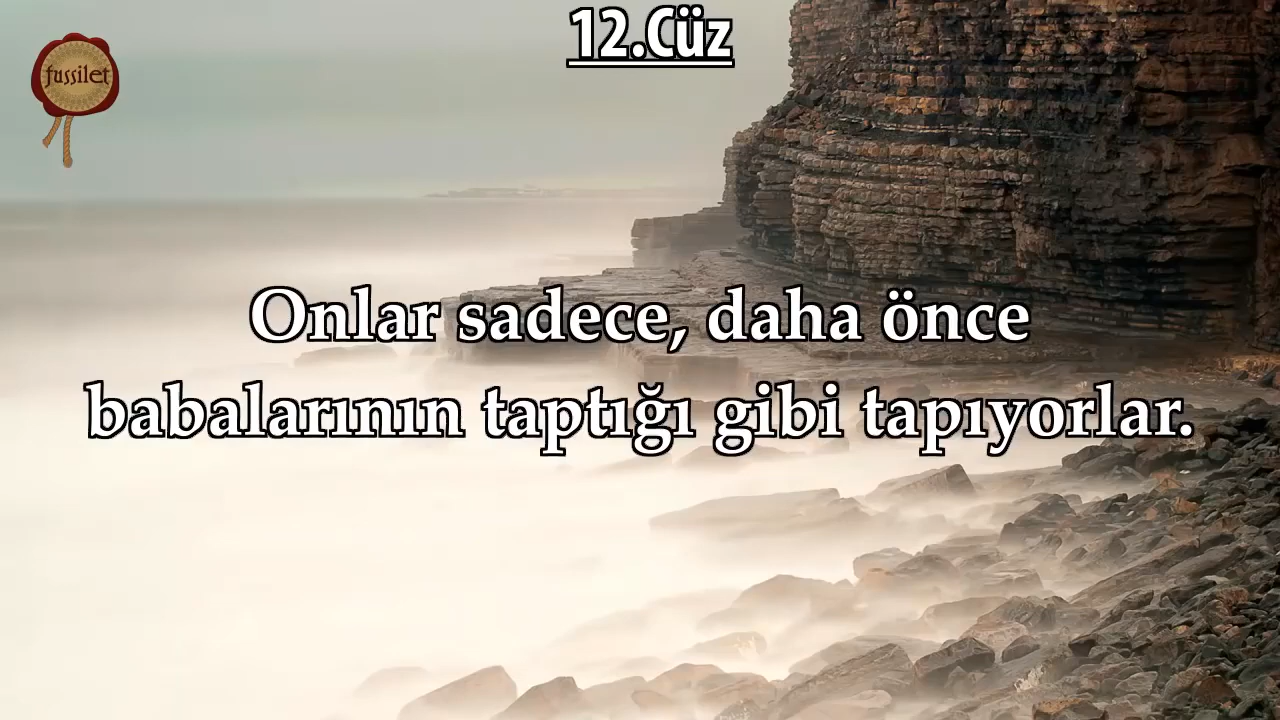 12.Cüz
fussilet
Onlar sadece, daha önce
babalarının taptığı gibi tapıyorlar.